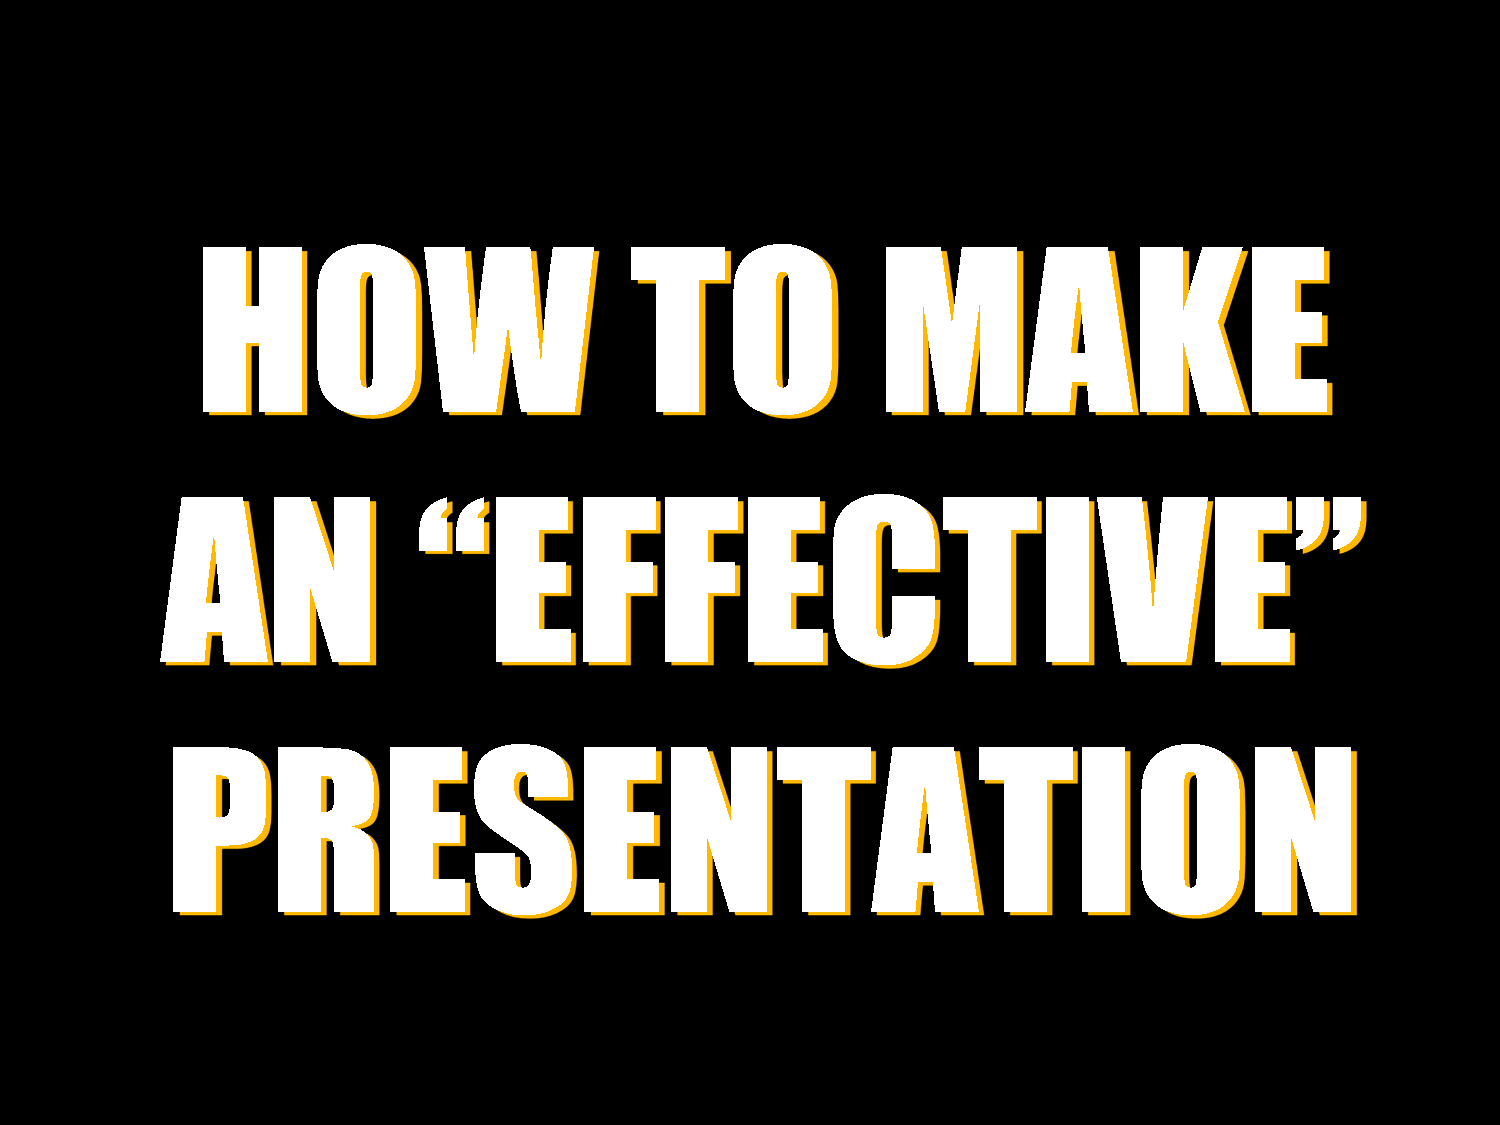 HOW TO MAKE
AN “EFFECTIVE”
PRESENTATION